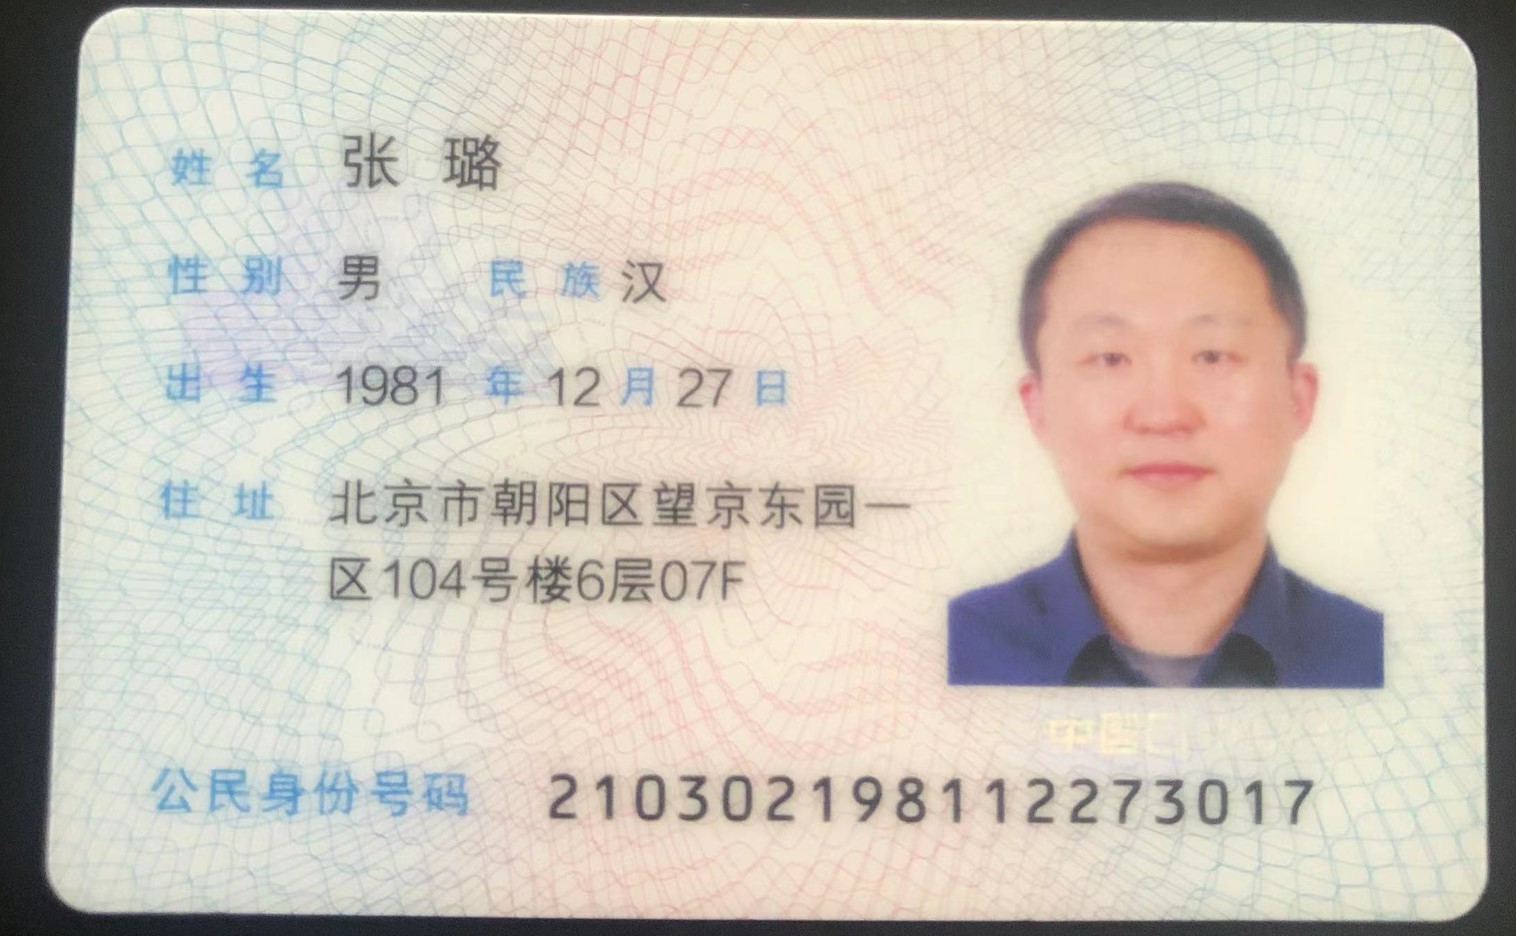 姓名 张璐
性别 男 民族 汉
出生 1981 年 12 月 27 日
住址 北京市朝阳区望京东园一
区104号楼6层07F
中国
公民身份号码 210302198112273017